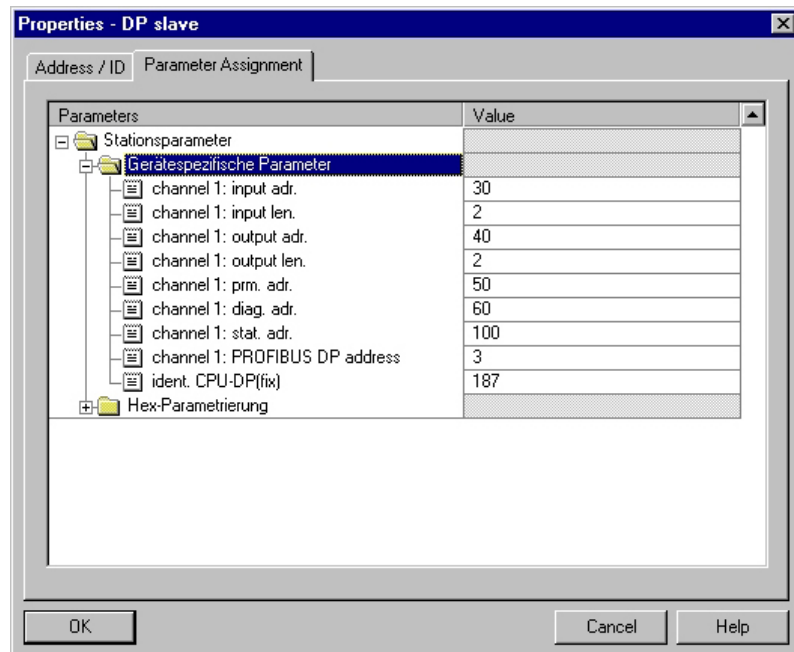 Properties - DP slave
Address / ID Parameter Assignment
Parameters Value
Stationsparameter
Gerätespezifische Parameter
channel 1: input adr. 30
channel 1: input len. 2
channel 1: output adr. 40
channel 1: output len. 2
channel 1: prm. adr. 50
channel 1: diag. adr. 60
channel 1: stat. adr. 100
channel 1: PROFIBUS DP address 3
ident. CPU-DP(fix) 187
Hex-Parametrierung
OK Cancel Help